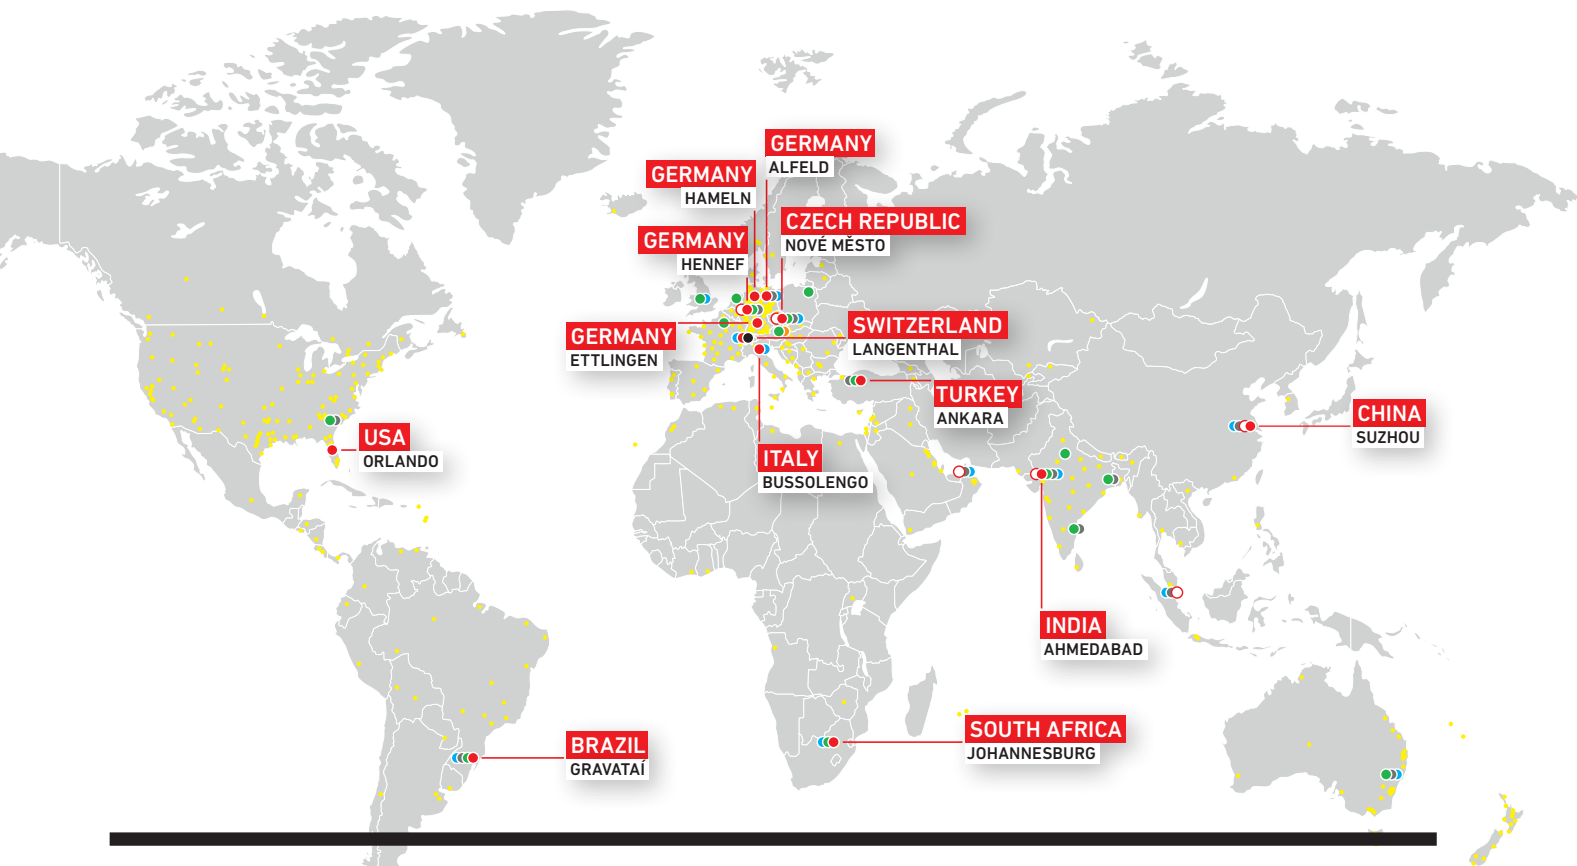 GERMANY
ALFELD
GERMANY
HAMELN
CZECH REPUBLIC
NOVÉ MĚSTO
GERMANY
HENNEF
GERMANY
ETTLINGEN
SWITZERLAND
LANGENTHAL
TURKEY
ANKARA
CHINA
SUZHOU
USA
ORLANDO
ITALY
BUSSOLENGO
INDIA
AHMEDABAD
SOUTH AFRICA
JOHANNESBURG
BRAZIL
GRAVATAÍ